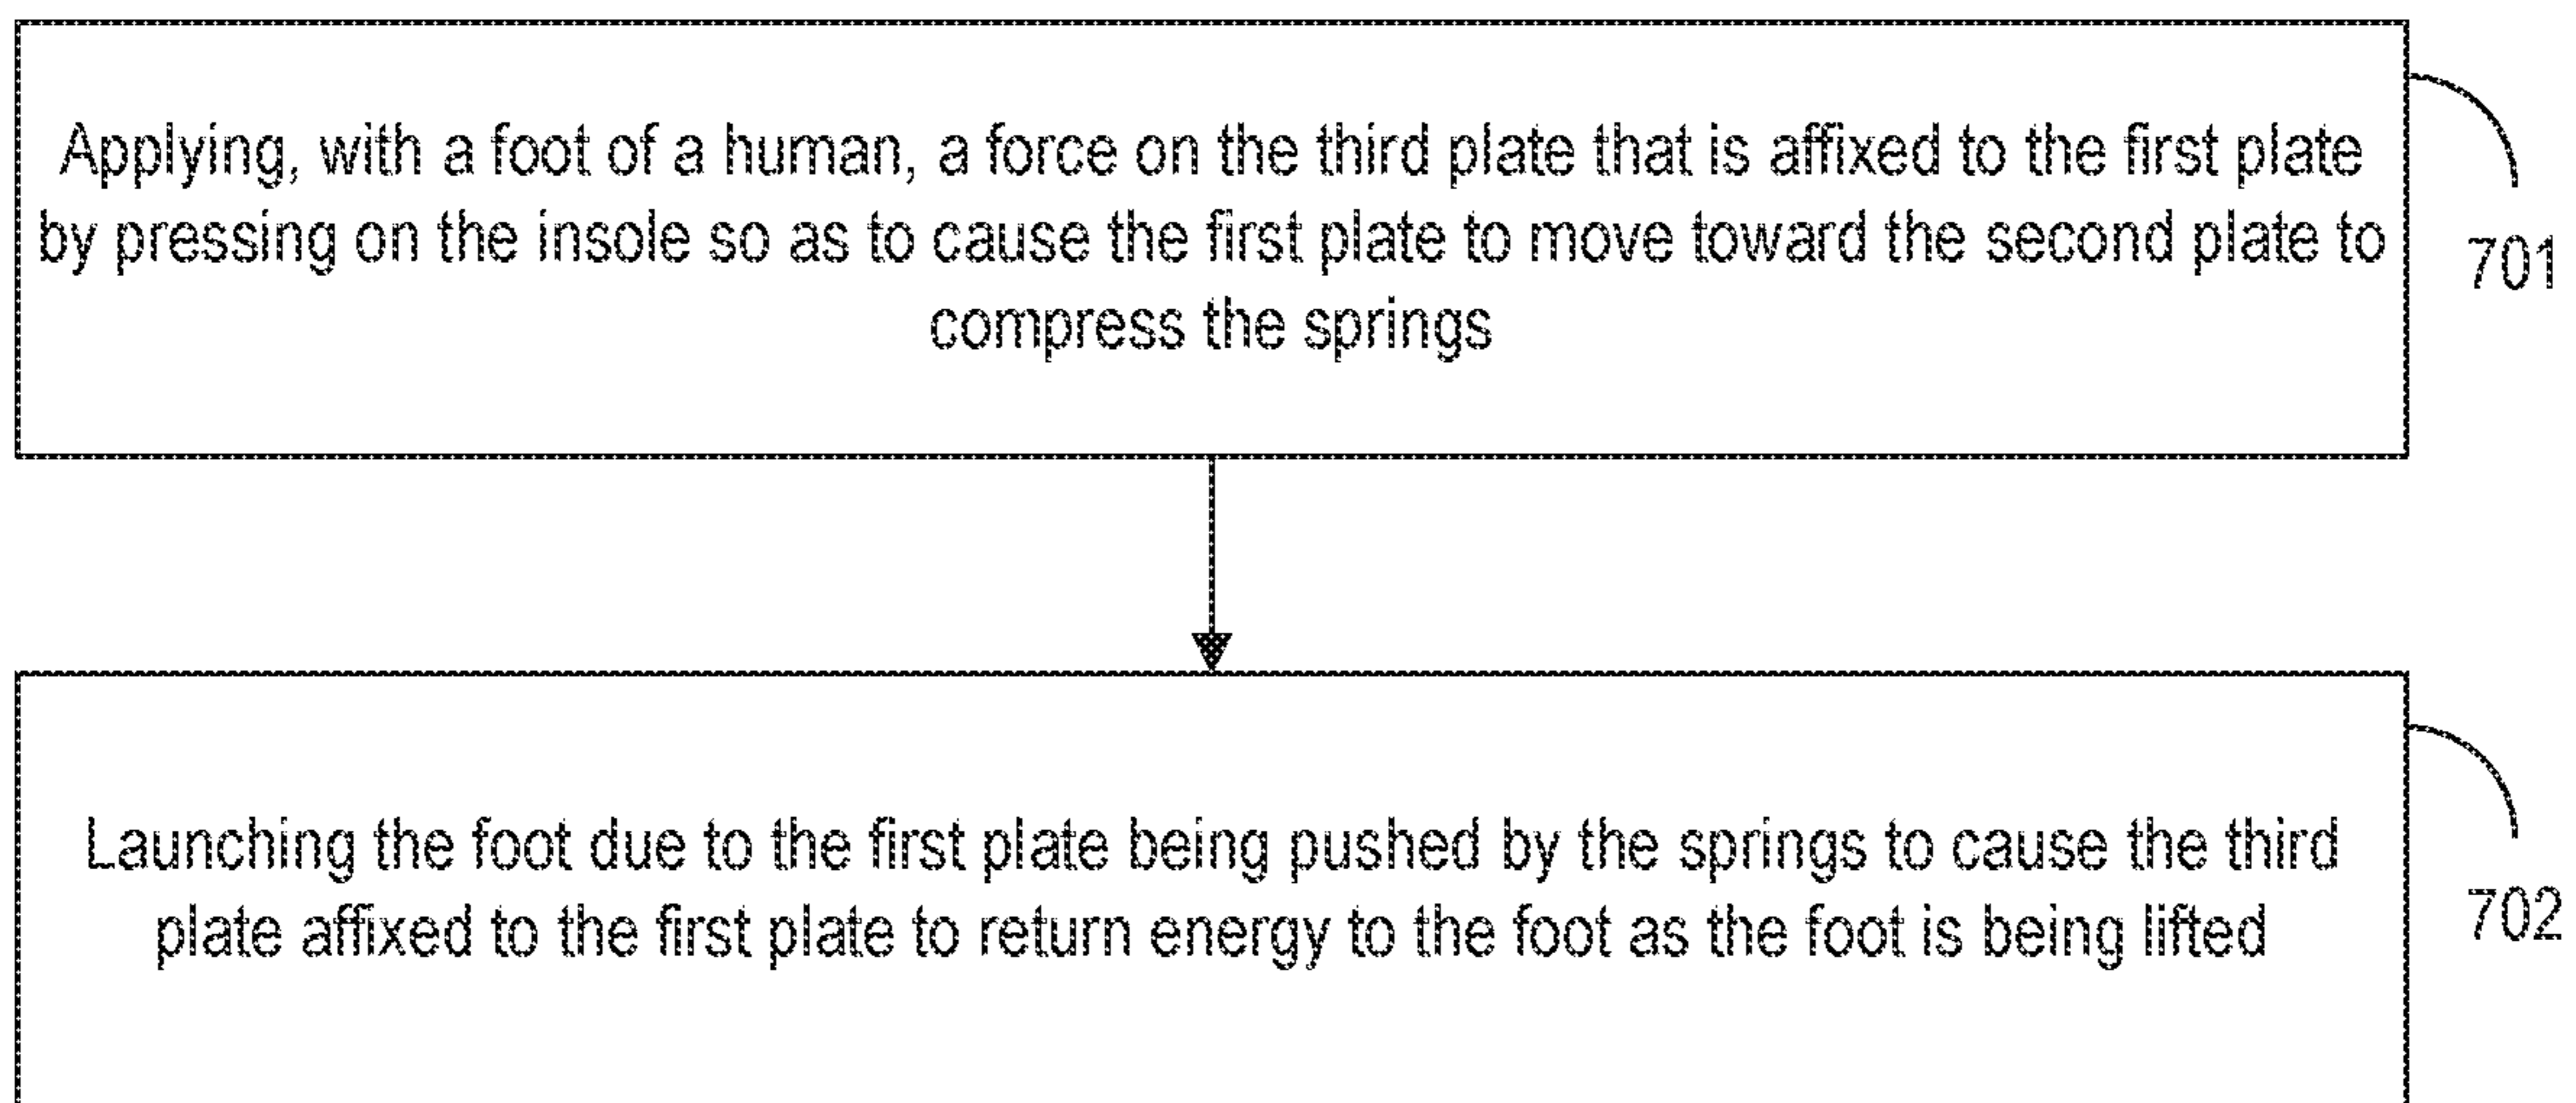 Applying, with a foot of a human, a force on the third plate that is affixed to the first plate
by pressing on the insole so as to cause the first plate to move toward the second plate to
compress the springs
701
Launching the foot due to the first plate being pushed by the springs to cause the third
plate affixed to the first plate to return energy to the foot as the foot is being lifted
702